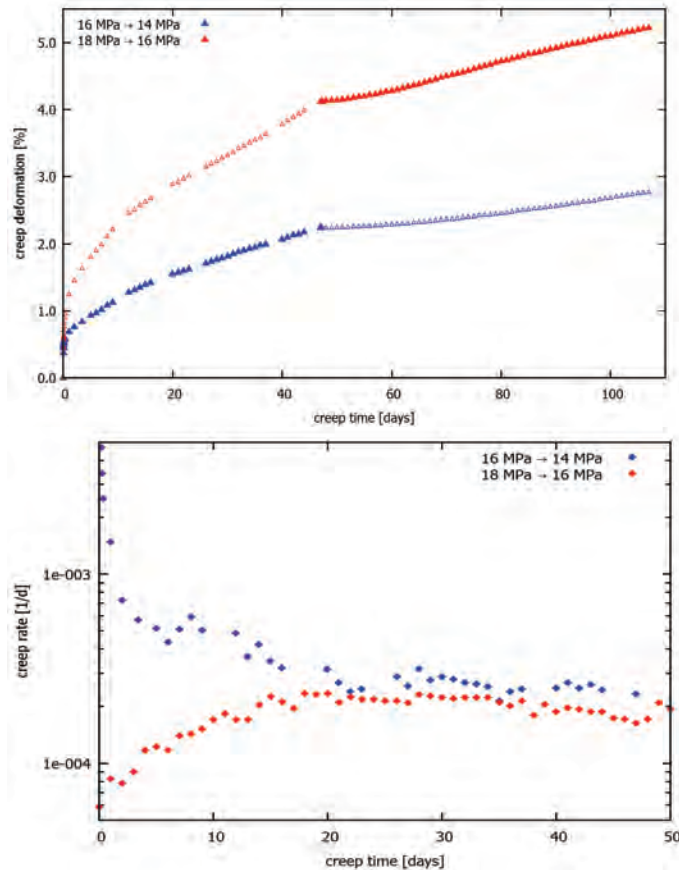 16 MPa → 14 MPa
18 MPa → 16 MPa
5.0
4.0
3.0
2.0
1.0
0.0
creep deformation [%]
0 20 40 60 80 100
creep time [days]
16 MPa → 14 MPa
18 MPa → 16 MPa
1e-003
1e-004
creep rate [1/d]
0 10 20 30 40 50
creep time [days]